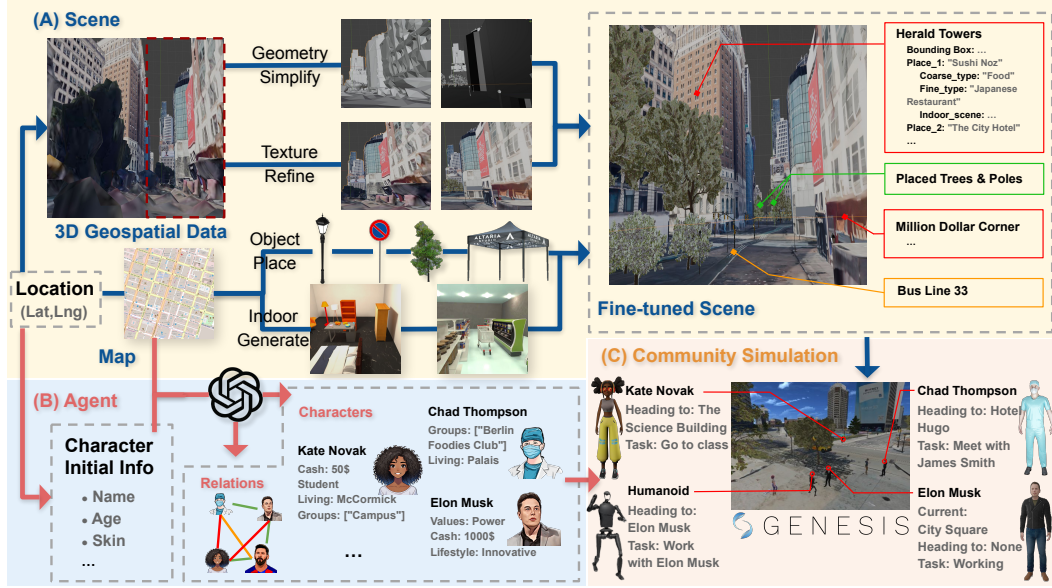 (A) Scene
Geometry
Simplify
Texture
Refine
3D Geospatial Data
Object
Place
ALTARIA
Indoor
Generate
Location
(Lat,Lng)
Map
Herald Towers
Bounding Box: ...
Place_1: "Sushi Noz"
Coarse_type: "Food"
Fine_type: "Japanese
Restaurant"
Indoor_scene: ...
Place_2: "The City Hotel"
...
Placed Trees & Poles
Million Dollar Corner
...
Bus Line 33
Fine-tuned Scene
(B) Agent
Character
Initial Info
• Name
• Age
• Skin
...
Relations
Characters
Kate Novak
Cash: 50$
Student
Living: McCormick
Groups: ["Campus"]
Chad Thompson
Groups: ["Berlin
Foodies Club"]
Living: Palais
Elon Musk
Values: Power
Cash: 1000$
Lifestyle: Innovative
...
(C) Community Simulation
Kate Novak
Heading to: The
Science Building
Task: Go to class
Humanoid
Heading to:
Elon Musk
Task: Work
with Elon Musk
GENESIS
Chad Thompson
Heading to: Hotel
Hugo
Task: Meet with
James Smith
Elon Musk
Current:
City Square
Heading to: None
Task: Working